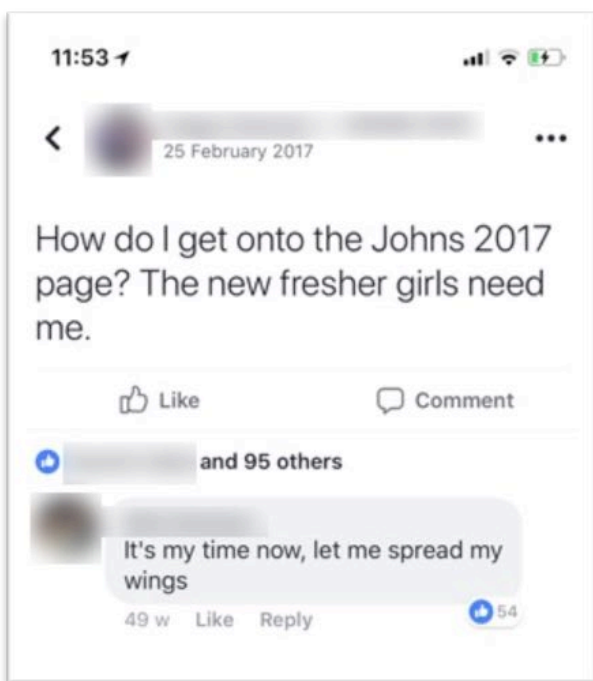 11:53
25 February 2017
How do I get onto the Johns 2017
page? The new fresher girls need
me.
Like Comment
and 95 others
It's my time now, let me spread my
wings
49 w Like Reply 54